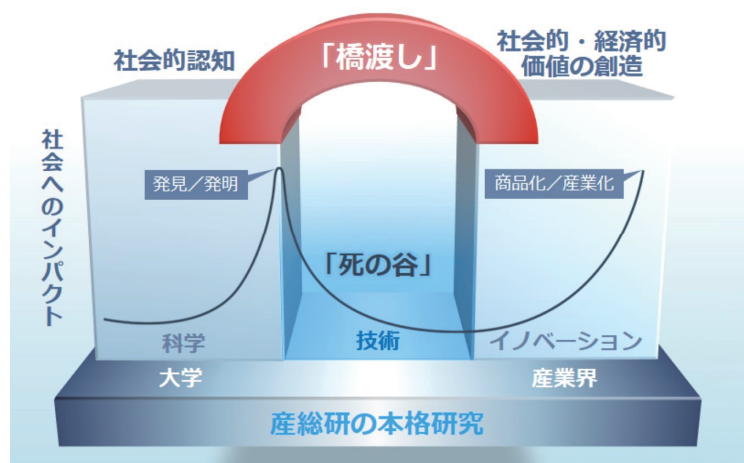 社会的認知
「橋渡し」
社会的・経済的
価値の創造
社会へのインパクト
発見／発明
商品化／産業化
「死の谷」
科学
技術
イノベーション
大学
産業界
産総研の本格研究